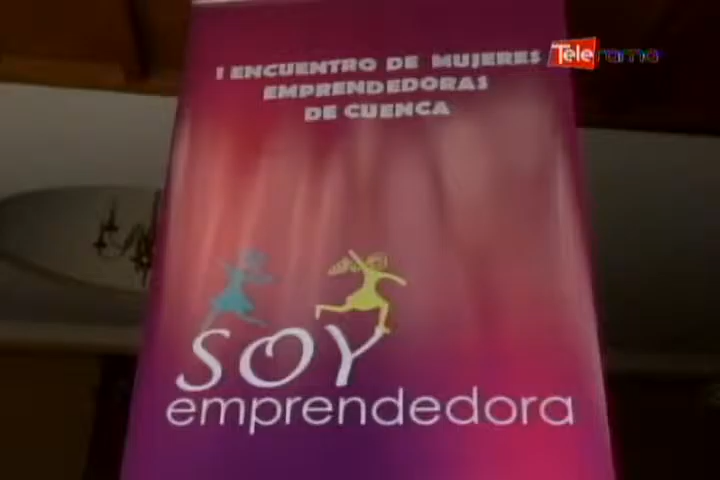 I ENCUENTRO DE MUJERES
EMPRENDEDORAS
DE CUENCA
Telerama
SOY
emprendedora